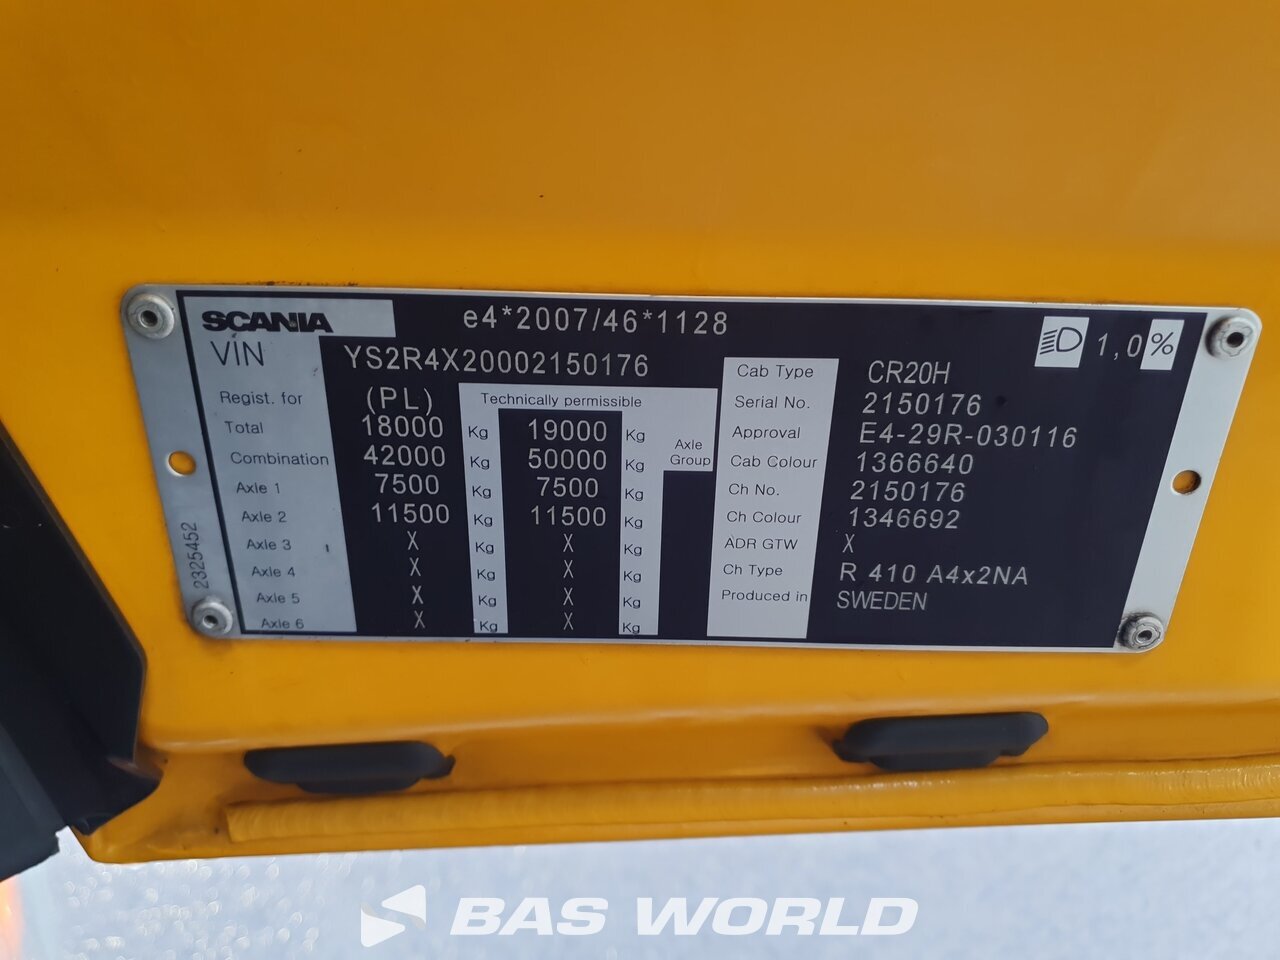 SCANIA e4*2007/46*1128 1,0%
VIN YS2R4X20002150176
Regist. for (PL) Technically permissible
Total 18000 Kg 19000 Kg Axle Group
Combination 42000 Kg 50000 Kg
Axle 1 7500 Kg 7500 Kg
Axle 2 11500 Kg 11500 Kg
Axle 3 X Kg X Kg
Axle 4 X Kg X Kg
Axle 5 X Kg X Kg
Axle 6 X Kg X Kg
Cab Type CR20H
Serial No. 2150176
Approval E4-29R-030116
Cab Colour 1366640
Ch No. 2150176
Ch Colour 1346692
ADR GTW X
Ch Type R 410 A4x2NA
Produced in SWEDEN
2325452
BAS WORLD